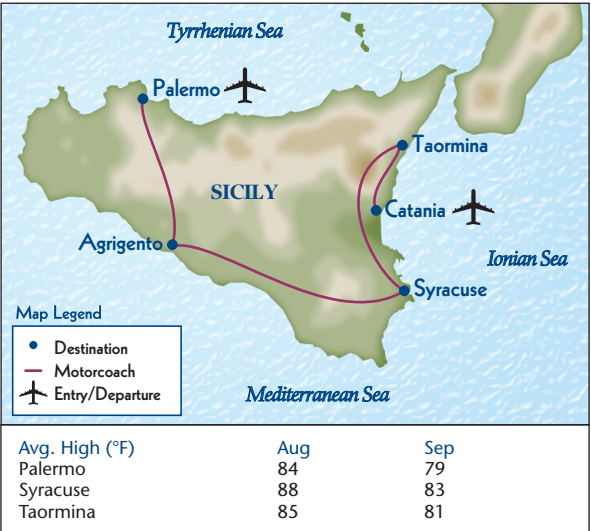 Tyrrhenian Sea
Palermo
Taormina
SICILY
Catania
Agrigento
Ionian Sea
Syracuse
Map Legend
Destination
Motorcoach
Entry/Departure
Mediterranean Sea
Avg. High (°F) Aug Sep
Palermo 84 79
Syracuse 88 83
Taormina 85 81